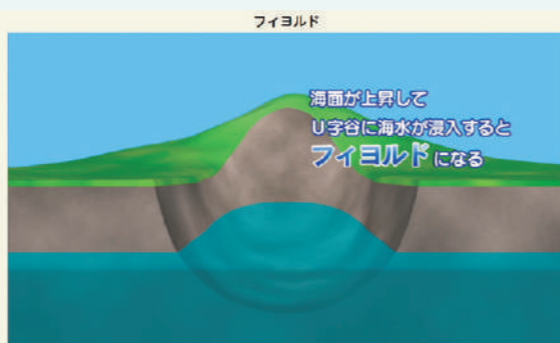 フィヨルド
海面が上昇して
U字谷に海水が浸入すると
フィヨルドになる